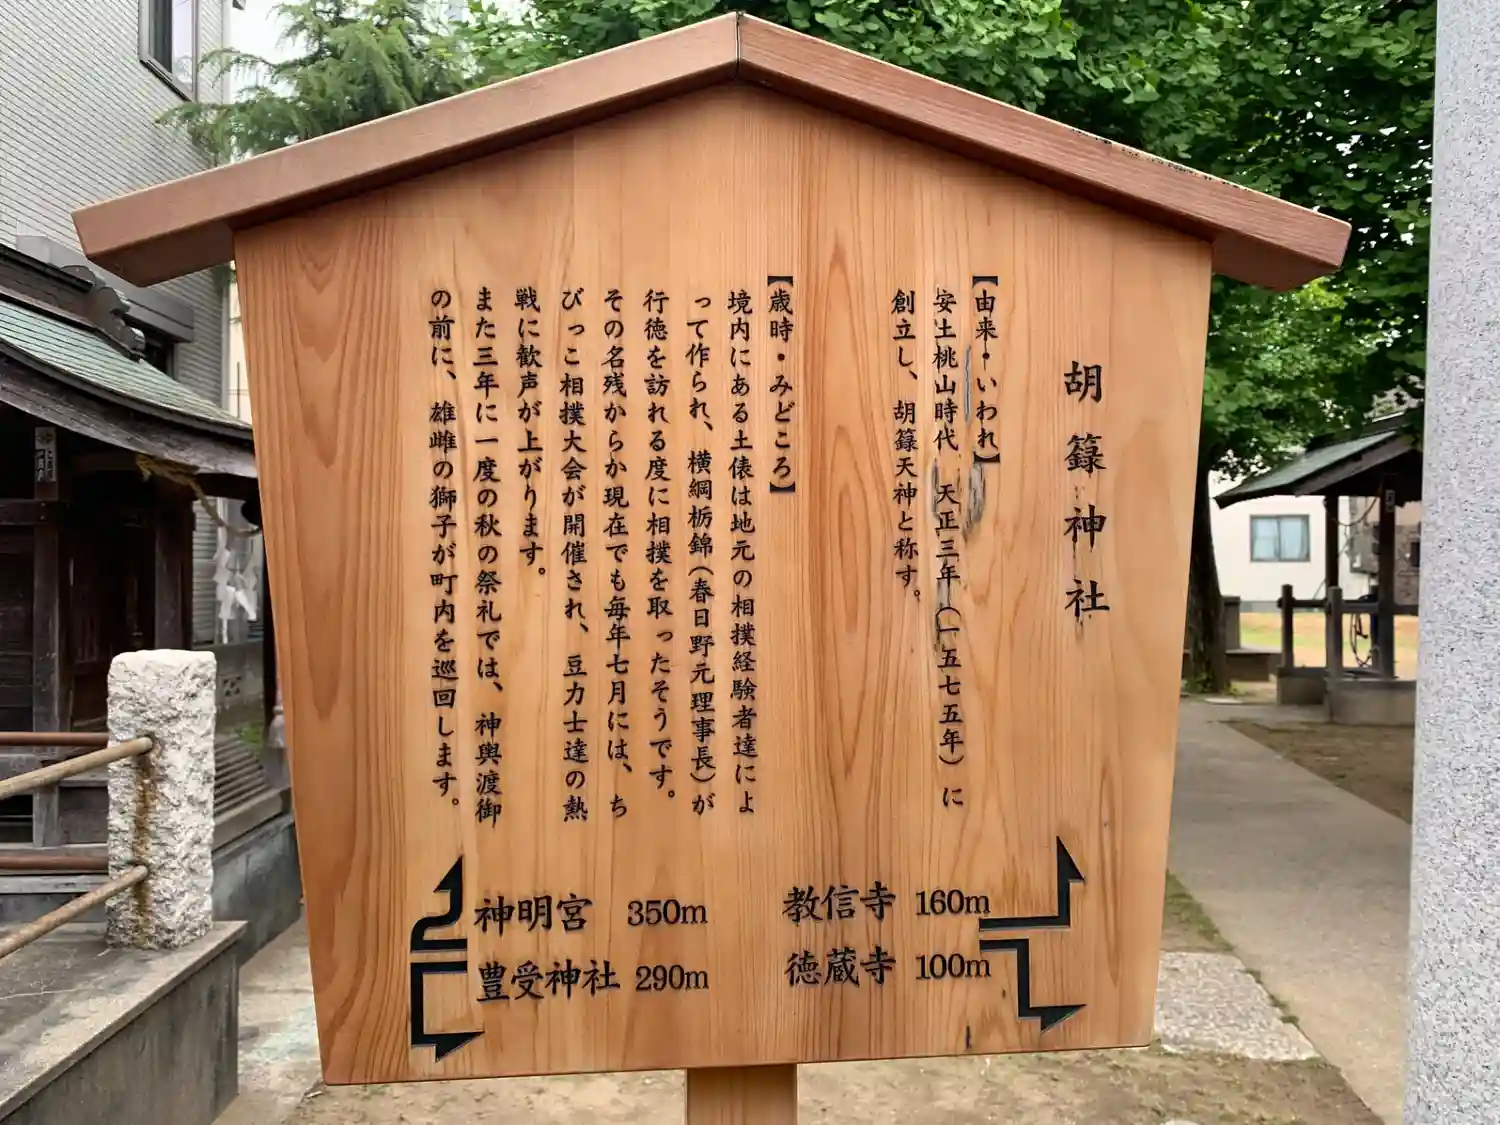 胡籙神社
【由来・いわれ】
安土桃山時代 天正三年(一五七五年)に
創立し、胡籙天神と称す。
【歳時・みどころ】
境内にある土俵は地元の相撲経験者達によ
って作られ、横綱栃錦(春日野元理事長)が
行徳を訪れる度に相撲を取ったそうです。
その名残からか現在でも毎年七月には、ち
びっこ相撲大会が開催され、豆力士達の熱
戦に歓声が上がります。
また三年に一度の秋の祭礼では、神輿渡御
の前に、雄雌の獅子が町内を巡回します。
神明宮 350m
豊受神社 290m
教信寺 160m
徳蔵寺 100m